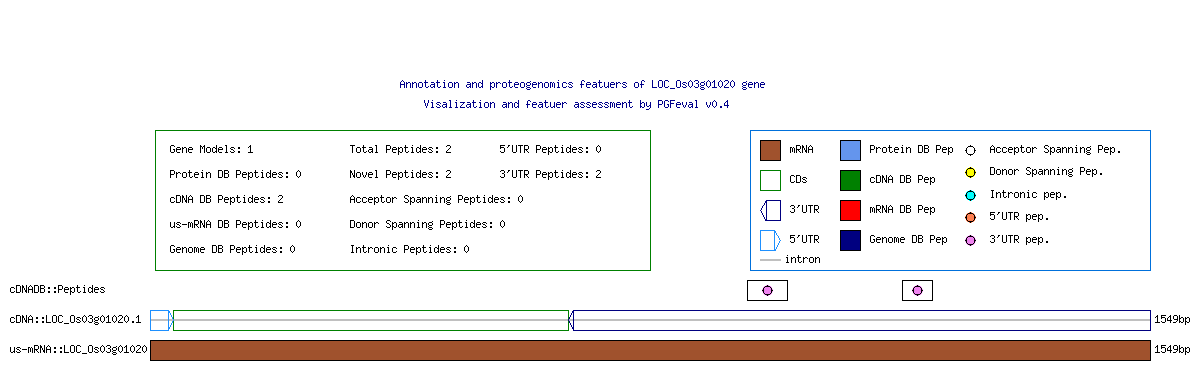 Annotation and proteogenomics featuers of LOC_Os03g01020 gene
Visalization and featuer assessment by PGFeval v0.4
Gene Models: 1 Total Peptides: 2 5'UTR Peptides: 0
Protein DB Peptides: 0 Novel Peptides: 2 3'UTR Peptides: 2
cDNA DB Peptides: 2 Acceptor Spanning Peptides: 0
us-mRNA DB Peptides: 0 Donor Spanning Peptides: 0
Genome DB Peptides: 0 Intronic Peptides: 0
mRNA Protein DB Pep Acceptor Spanning Pep.
CDs cDNA DB Pep Donor Spanning Pep.
3'UTR mRNA DB Pep Intronic pep.
5'UTR Genome DB Pep 5'UTR pep.
intron 3'UTR pep.
cDNADB::Peptides
cDNA::LOC_Os03g01020.1 1549bp
us-mRNA::LOC_Os03g01020 1549bp